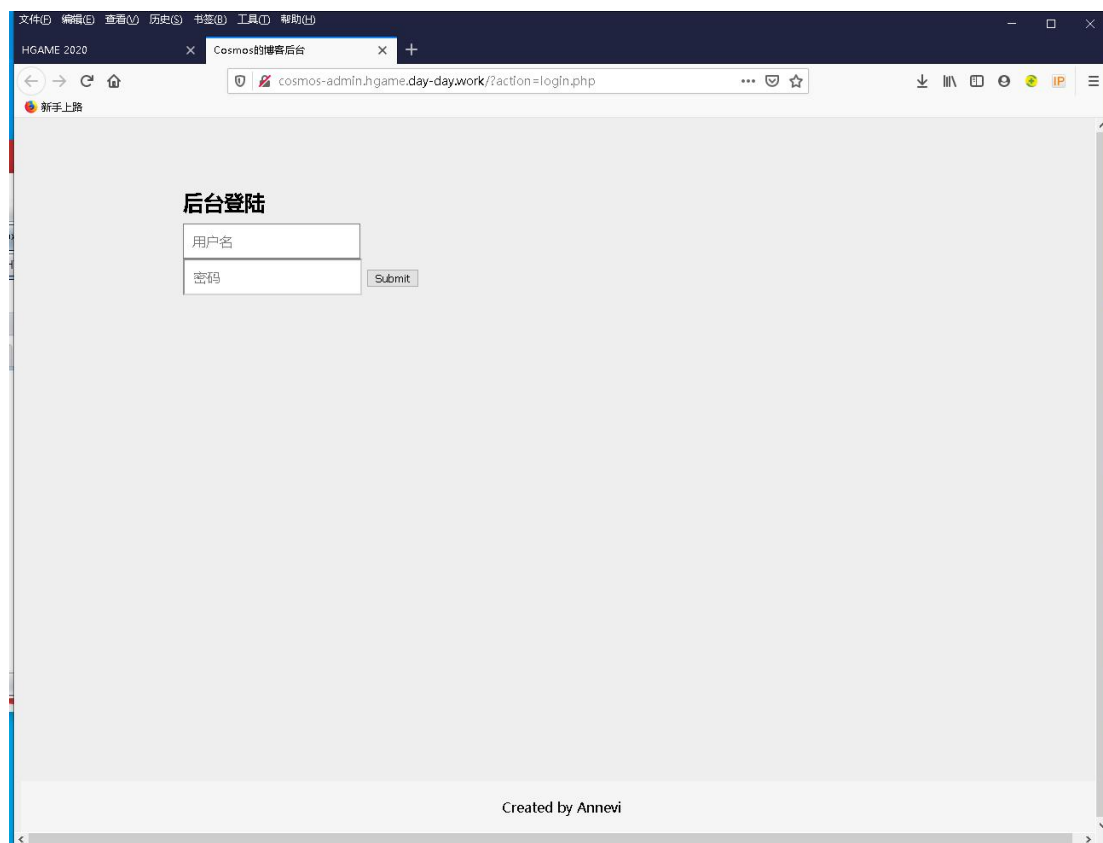 文件(F) 编辑(E) 查看(V) 历史(S) 书签(B) 工具(T) 帮助(H)
HGAME 2020 Cosmos的博客后台
cosmos-admin.hgame.day-day.work/?action=login.php
IP
新手上路
后台登陆
用户名
密码 Submit
Created by Annevi